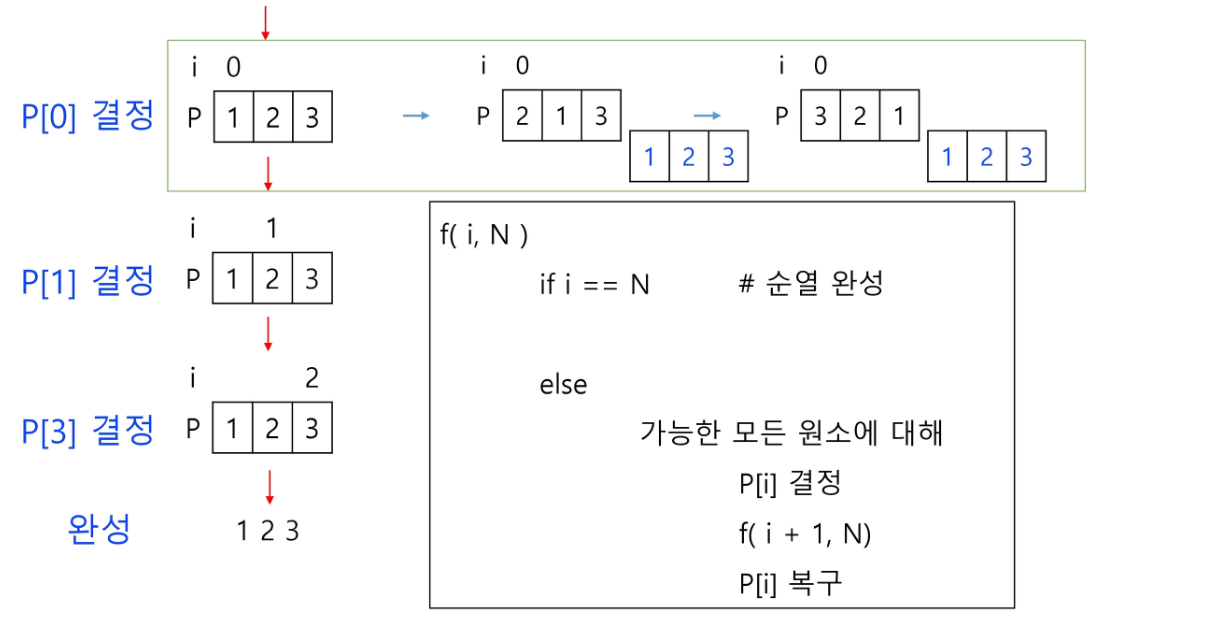 i 0
P[0] 결정 P 1 2 3
i 0
P 2 1 3
1 2 3
i 0
P 3 2 1
1 2 3
i 1
P[1] 결정 P 1 2 3
i 2
P[3] 결정 P 1 2 3
완성 1 2 3
f( i, N )
if i == N # 순열 완성
else
가능한 모든 원소에 대해
P[i] 결정
f( i + 1, N)
P[i] 복구